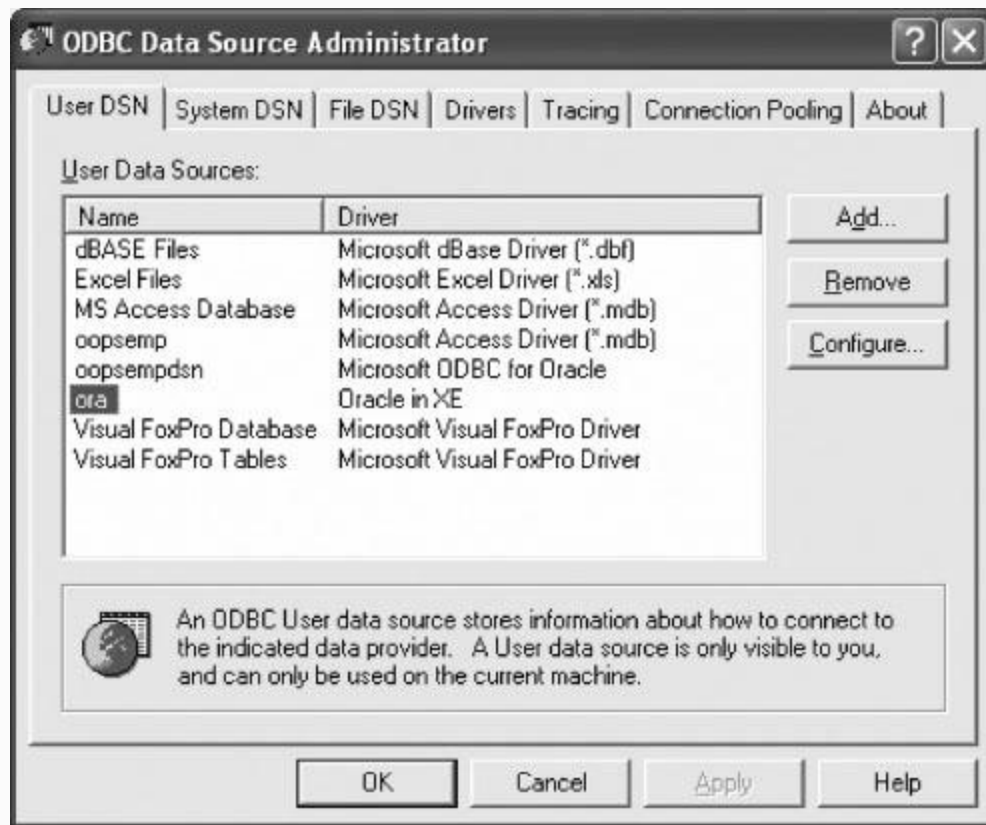 ODBC Data Source Administrator
User DSN System DSN File DSN Drivers Tracing Connection Pooling About
User Data Sources:
Name Driver
dBASE Files Microsoft dBase Driver (*.dbf)
Excel Files Microsoft Excel Driver (*.xls)
MS Access Database Microsoft Access Driver (*.mdb)
oopsemp Microsoft Access Driver (*.mdb)
oopsempdsn Microsoft ODBC for Oracle
ora Oracle in XE
Visual FoxPro Database Microsoft Visual FoxPro Driver
Visual FoxPro Tables Microsoft Visual FoxPro Driver
Add...
Remove
Configure...
An ODBC User data source stores information about how to connect to
the indicated data provider. A User data source is only visible to you,
and can only be used on the current machine.
OK Cancel Apply Help